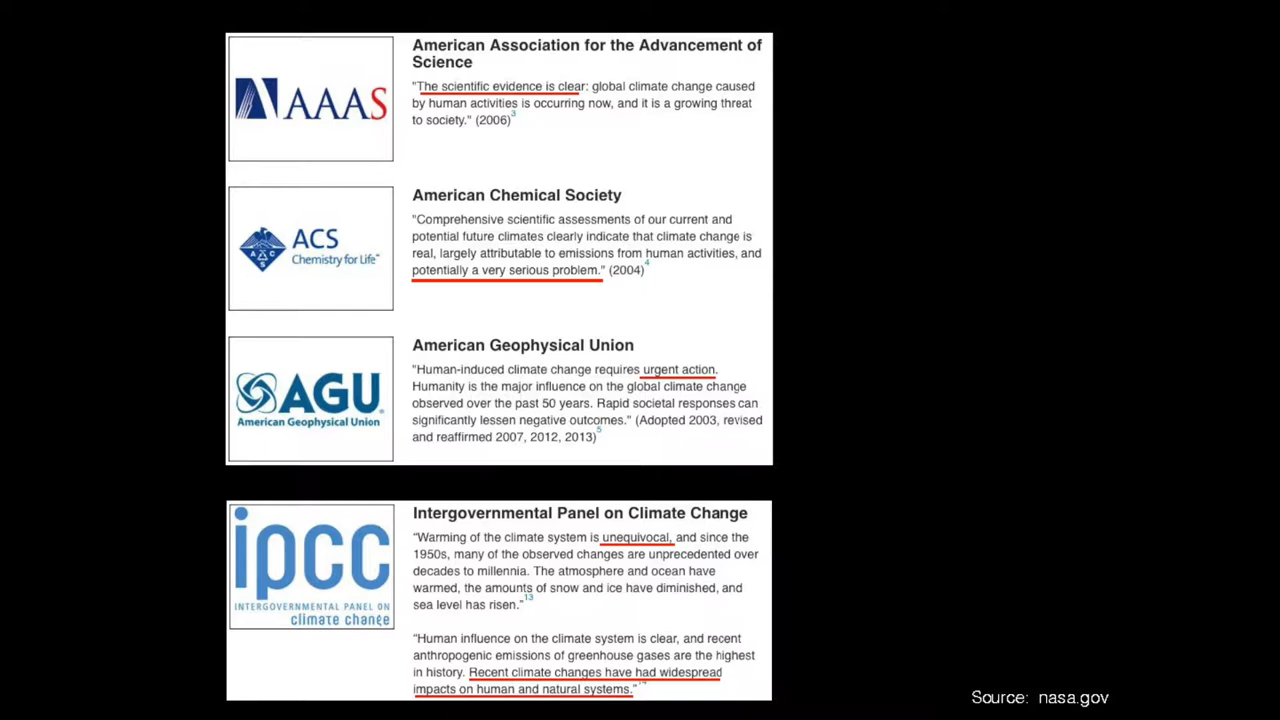 AAAS
American Association for the Advancement of
Science
"The scientific evidence is clear: global climate change caused
by human activities is occurring now, and it is a growing threat
to society." (2006)3
A C S
ACS
Chemistry for Life™
American Chemical Society
"Comprehensive scientific assessments of our current and
potential future climates clearly indicate that climate change is
real, largely attributable to emissions from human activities, and
potentially a very serious problem." (2004)4
AGU®
American Geophysical Union
American Geophysical Union
"Human-induced climate change requires urgent action.
Humanity is the major influence on the global climate change
observed over the past 50 years. Rapid societal responses can
significantly lessen negative outcomes." (Adopted 2003, revised
and reaffirmed 2007, 2012, 2013)5
ipcc
INTERGOVERNMENTAL PANEL ON
climate change
Intergovernmental Panel on Climate Change
“Warming of the climate system is unequivocal, and since the
1950s, many of the observed changes are unprecedented over
decades to millennia. The atmosphere and ocean have
warmed, the amounts of snow and ice have diminished, and
sea level has risen.”13
“Human influence on the climate system is clear, and recent
anthropogenic emissions of greenhouse gases are the highest
in history. Recent climate changes have had widespread
impacts on human and natural systems.”
Source: nasa.gov